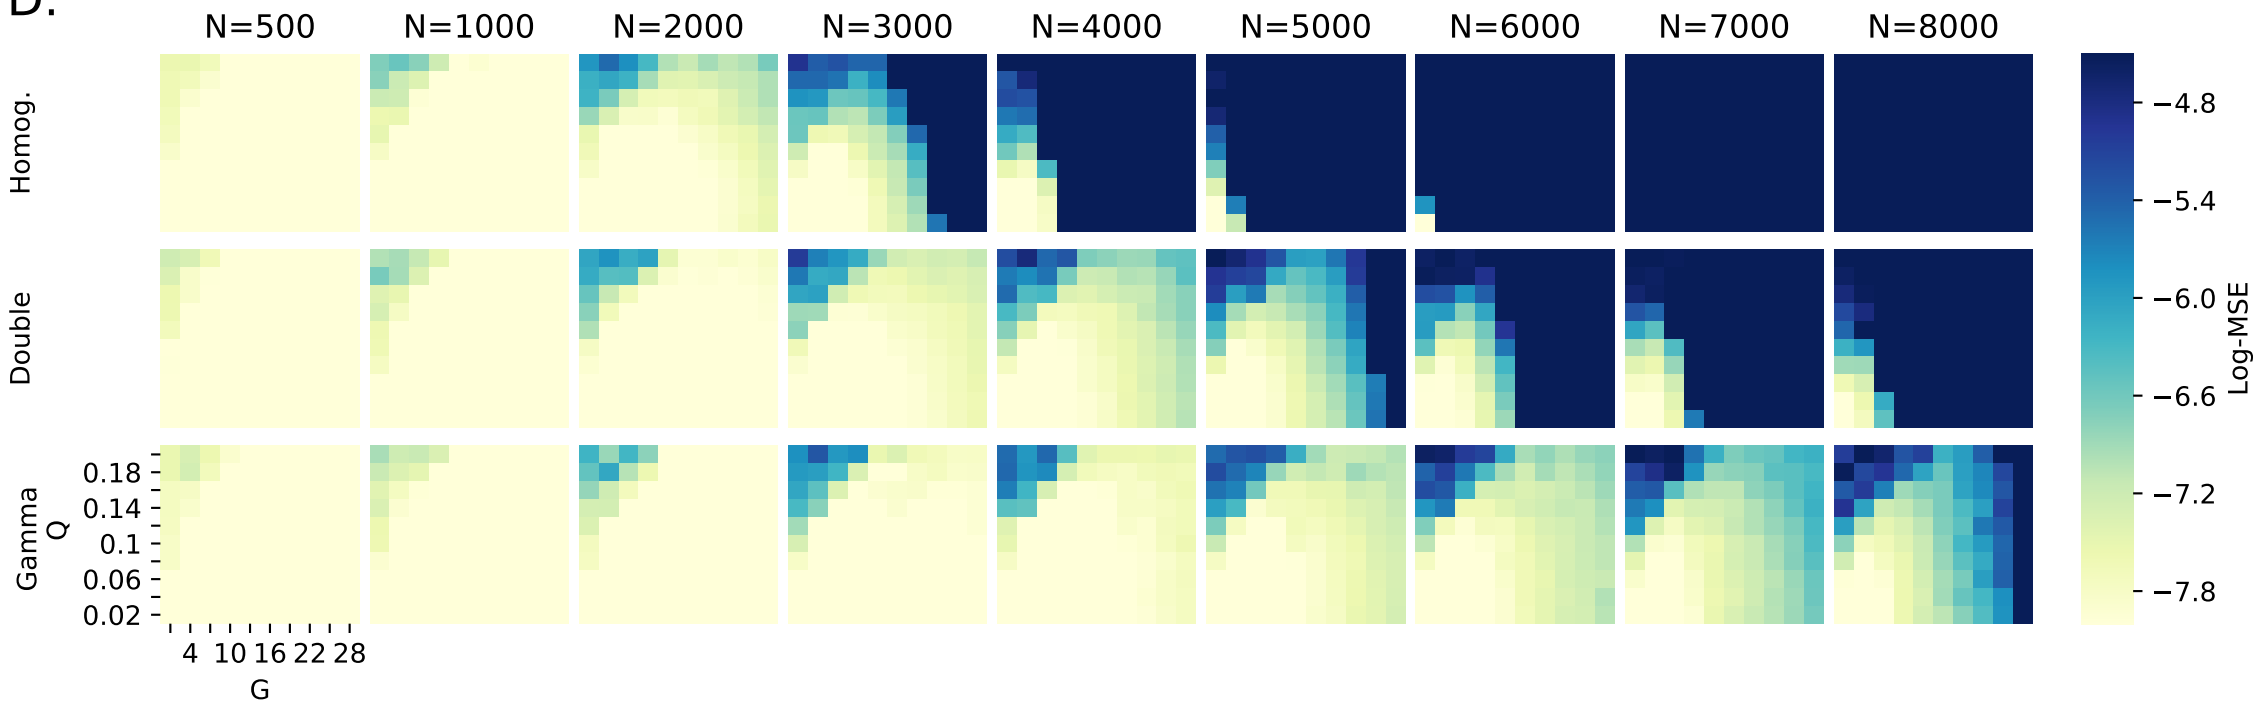 D.
N=500 N=1000 N=2000 N=3000 N=4000 N=5000 N=6000 N=7000 N=8000
Homog.
Double
Gamma
Q
0.18
0.14
0.1
0.06
0.02
4 10 16 22 28
G
−4.8
−5.4
−6.0
−6.6
−7.2
−7.8
Log-MSE